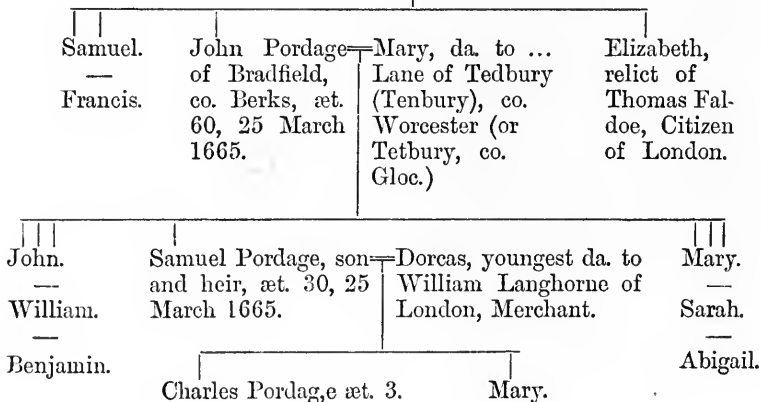 Samuel.
—
Francis.
John Pordage
of Bradfield,
co. Berks, æt.
60, 25 March
1665.
Mary, da. to ...
Lane of Tedbury
(Tenbury), co.
Worcester (or
Tetbury, co.
Gloc.)
Elizabeth,
relict of
Thomas Fal-
doe, Citizen
of London.
John.
—
William.
—
Benjamin.
Samuel Pordage, son
and heir, æt. 30, 25
March 1665.
Dorcas, youngest da. to
William Langhorne of
London, Merchant.
Mary.
—
Sarah.
—
Abigail.
Charles Pordag,e æt. 3.
Mary.